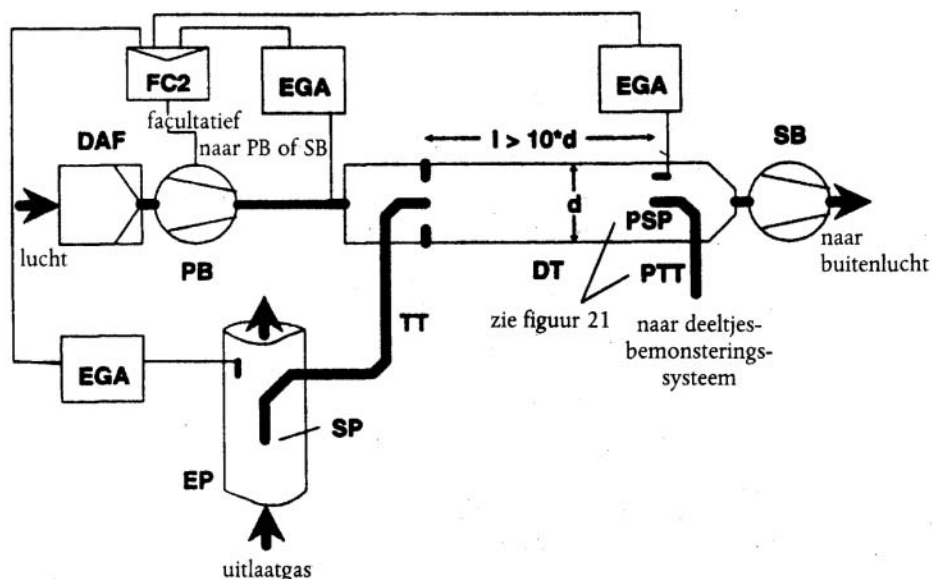 FC2
EGA
EGA
facultatief
naar PB of SB
DAF
l > 10*d
SB
d
lucht
PB
PSP
DT
PTT
naar
buitenlucht
TT
zie figuur 21
naar deeltjes-
bemonsterings-
systeem
EGA
SP
EP
uitlaatgas